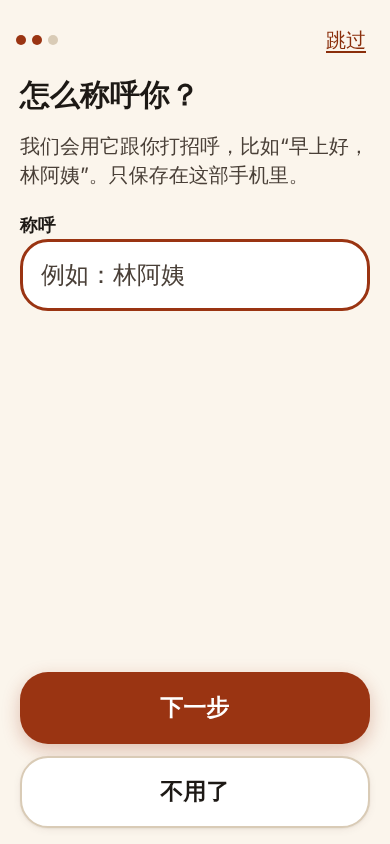 跳过
怎么称呼你？
我们会用它跟你打招呼，比如“早上好，
林阿姨”。只保存在这部手机里。
称呼
例如：林阿姨
下一步
不用了